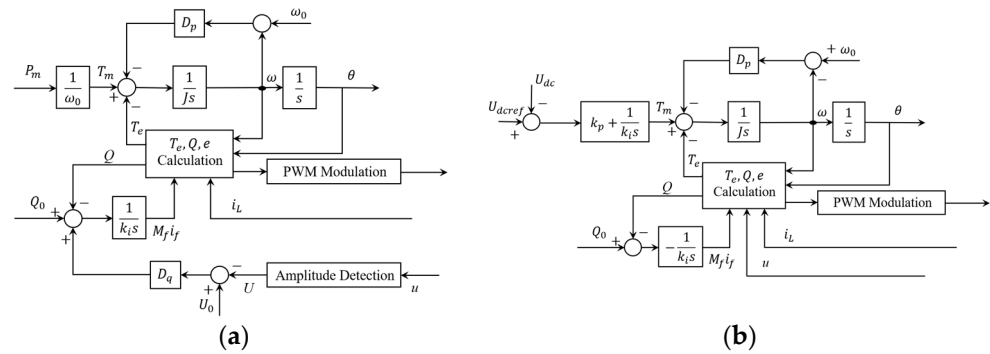 D_p
ω_0
P_m
1/ω_0
T_m
−
+
1/Js
ω
1/s
θ
−
T_e
T_e, Q, e
Calculation
Q
PWM Modulation
Q_0
+
−
+
1/k_i s
M_f i_f
i_L
D_q
−
+
U
U_0
Amplitude Detection
u
(a)
D_p
+ ω_0
−
U_dc
−
U_dcref
+
k_p + 1/k_i s
T_m
−
+
1/Js
ω
1/s
θ
−
T_e
T_e, Q, e
Calculation
Q
PWM Modulation
Q_0
+
−
−1/k_i s
M_f i_f
i_L
u
(b)